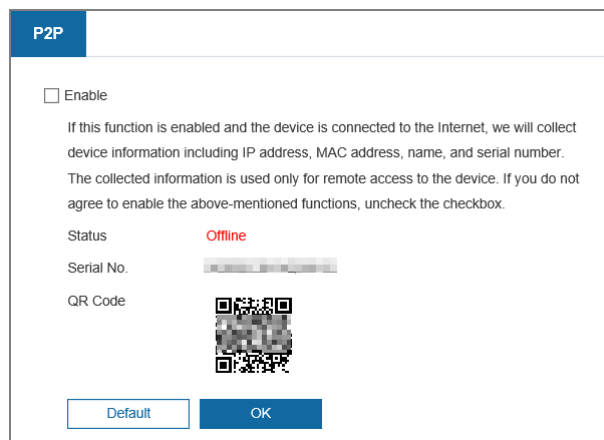 P2P
Enable
If this function is enabled and the device is connected to the Internet, we will collect
device information including IP address, MAC address, name, and serial number.
The collected information is used only for remote access to the device. If you do not
agree to enable the above-mentioned functions, uncheck the checkbox.
Status Offline
Serial No.
QR Code
Default OK